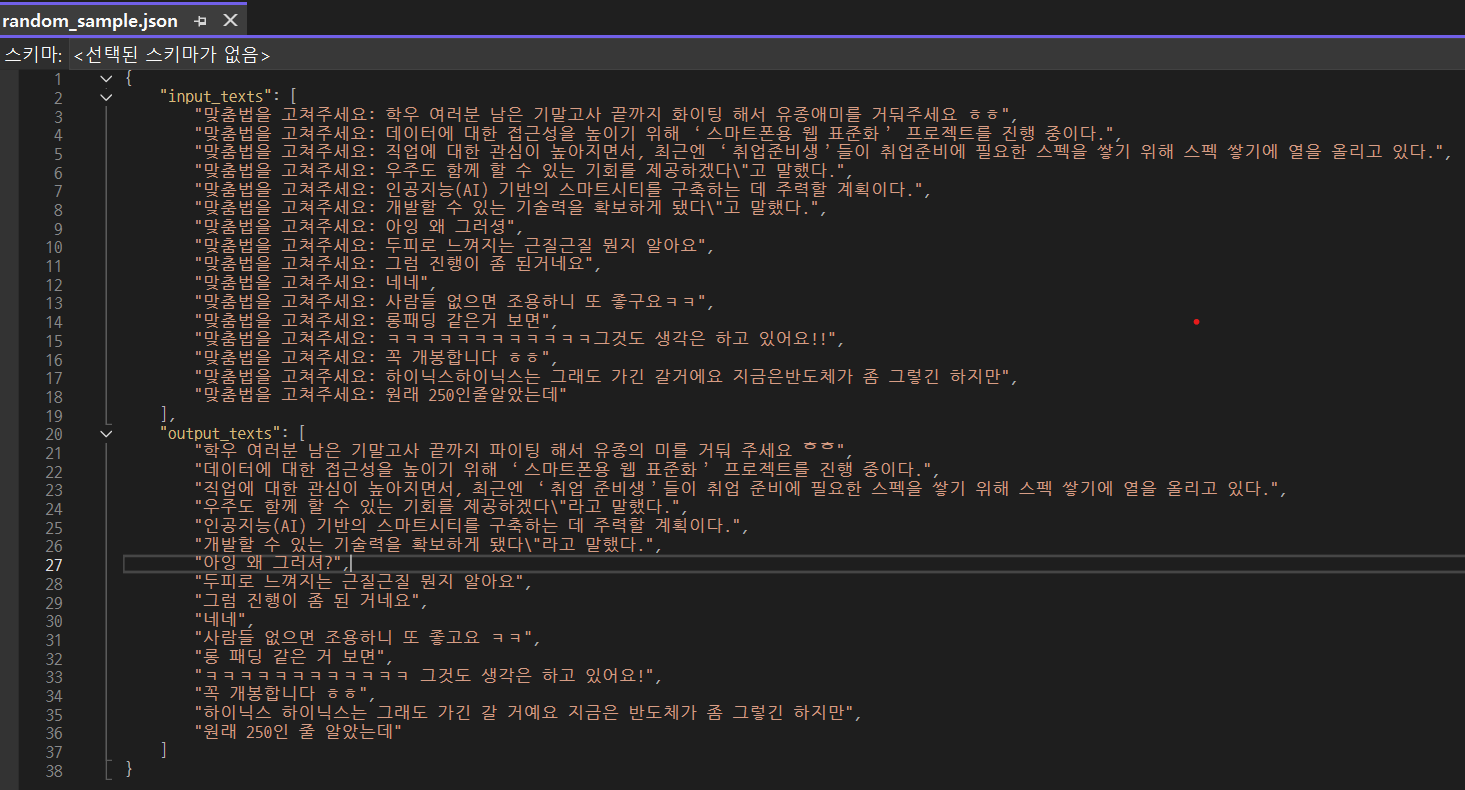 random_sample.json
스키마: <선택된 스키마가 없음>
1 {
2 "input_texts": [
3 "맞춤법을 고쳐주세요: 학우 여러분 남은 기말고사 끝까지 화이팅 해서 유종애미를 거둬주세요 ㅎㅎ",
4 "맞춤법을 고쳐주세요: 데이터에 대한 접근성을 높이기 위해 ‘스마트폰용 웹 표준화’ 프로젝트를 진행 중이다.",
5 "맞춤법을 고쳐주세요: 직업에 대한 관심이 높아지면서, 최근엔 ‘취업준비생’들이 취업준비에 필요한 스펙을 쌓기 위해 스펙 쌓기에 열을 올리고 있다.",
6 "맞춤법을 고쳐주세요: 우주도 함께 할 수 있는 기회를 제공하겠다\"고 말했다.",
7 "맞춤법을 고쳐주세요: 인공지능(AI) 기반의 스마트시티를 구축하는 데 주력할 계획이다.",
8 "맞춤법을 고쳐주세요: 개발할 수 있는 기술력을 확보하게 됐다\"고 말했다.",
9 "맞춤법을 고쳐주세요: 아잉 왜 그러셩",
10 "맞춤법을 고쳐주세요: 두피로 느껴지는 근질근질 뭔지 알아요",
11 "맞춤법을 고쳐주세요: 그럼 진행이 좀 된거네요",
12 "맞춤법을 고쳐주세요: 네네",
13 "맞춤법을 고쳐주세요: 사람들 없으면 조용하니 또 좋구요ㅋㅋ",
14 "맞춤법을 고쳐주세요: 롱패딩 같은거 보면",
15 "맞춤법을 고쳐주세요: ㅋㅋㅋㅋㅋㅋㅋㅋㅋㅋㅋㅋ그것도 생각은 하고 있어요!!",
16 "맞춤법을 고쳐주세요: 꼭 개봉합니다 ㅎㅎ",
17 "맞춤법을 고쳐주세요: 하이닉스하이닉스는 그래도 가긴 갈거에요 지금은반도체가 좀 그렇긴 하지만",
18 "맞춤법을 고쳐주세요: 원래 250인줄알았는데"
19 ],
20 "output_texts": [
21 "학우 여러분 남은 기말고사 끝까지 파이팅 해서 유종의 미를 거둬 주세요 ᄒᄒ",
22 "데이터에 대한 접근성을 높이기 위해 ‘스마트폰용 웹 표준화’ 프로젝트를 진행 중이다.",
23 "직업에 대한 관심이 높아지면서, 최근엔 ‘취업 준비생’들이 취업 준비에 필요한 스펙을 쌓기 위해 스펙 쌓기에 열을 올리고 있다.",
24 "우주도 함께 할 수 있는 기회를 제공하겠다\"라고 말했다.",
25 "인공지능(AI) 기반의 스마트시티를 구축하는 데 주력할 계획이다.",
26 "개발할 수 있는 기술력을 확보하게 됐다\"라고 말했다.",
27 "아잉 왜 그러셔?",
28 "두피로 느껴지는 근질근질 뭔지 알아요",
29 "그럼 진행이 좀 된 거네요",
30 "네네",
31 "사람들 없으면 조용하니 또 좋고요 ㅋㅋ",
32 "롱 패딩 같은 거 보면",
33 "ㅋㅋㅋㅋㅋㅋㅋㅋㅋㅋㅋㅋ 그것도 생각은 하고 있어요!",
34 "꼭 개봉합니다 ㅎㅎ",
35 "하이닉스 하이닉스는 그래도 가긴 갈 거예요 지금은 반도체가 좀 그렇긴 하지만",
36 "원래 250인 줄 알았는데"
37 ]
38 }